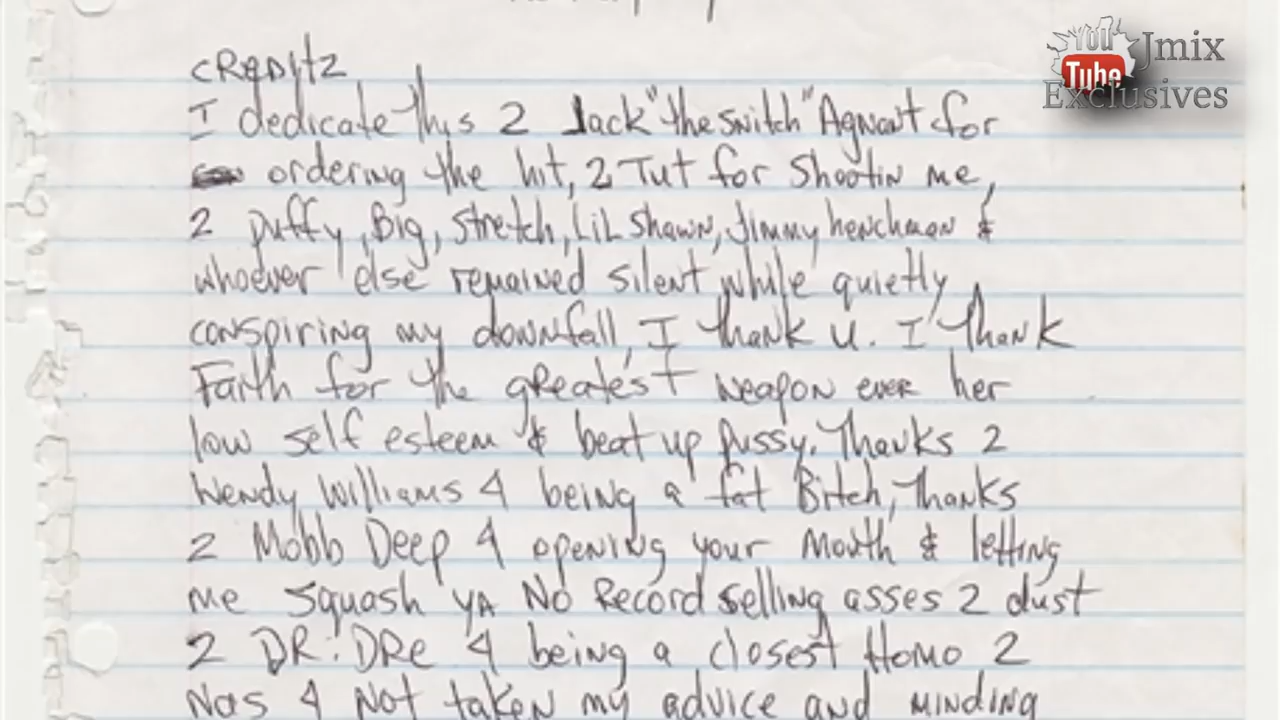 CREDITZ
I dedicate this 2 Jack "the snitch" Agnant for
ordering the hit, 2 Tut for Shootin me,
2 Puffy, Big, Stretch, LiL Shawn, Jimmy henchman &
whoever else remained silent while quietly
conspiring my downfall, I thank U. I thank
Faith for the greatest weapon ever her
low self esteem & beat up pussy. Thanks 2
Wendy Williams 4 being a fat Bitch, Thanks
2 Mobb Deep 4 opening your mouth & letting
me squash ya No Record selling asses 2 dust
2 DR. DRe 4 being a closest Homo 2
Nas 4 Not taken my advice and minding
You Tube Jmix
Exclusives